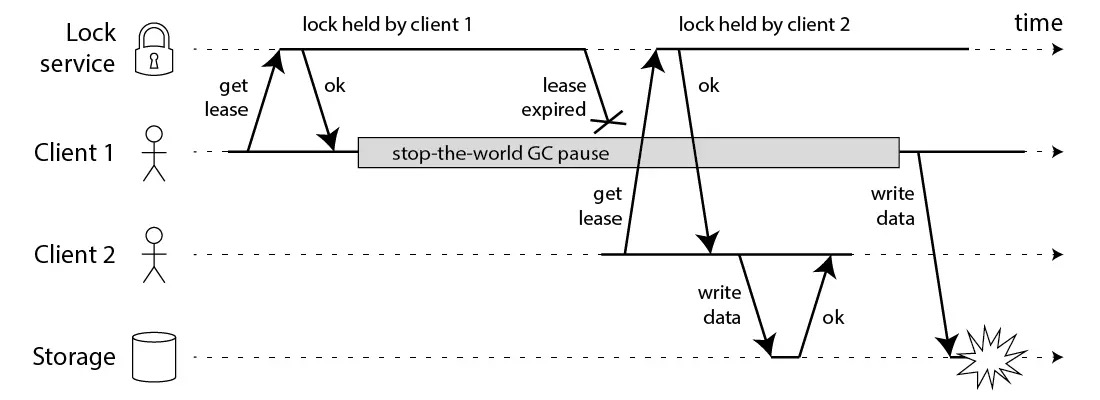 lock held by client 1
lock held by client 2
time
Lock
service
get
lease
ok
lease
expired
ok
Client 1
stop-the-world GC pause
get
lease
write
data
Client 2
write
data
ok
Storage